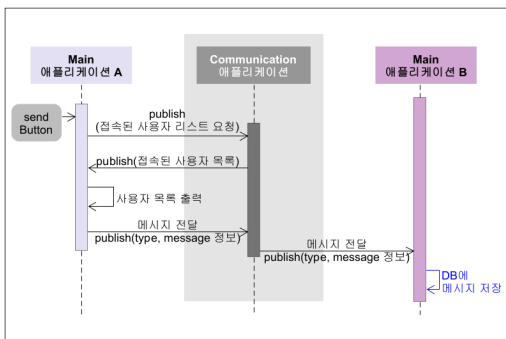 Main
애플리케이션 A
Communication
애플리케이션
Main
애플리케이션 B
send
Button
publish
(접속된 사용자 리스트 요청)
publish(접속된 사용자 목록)
사용자 목록 출력
메시지 전달
publish(type, message 정보)
메시지 전달
publish(type, message 정보)
DB에
메시지 저장